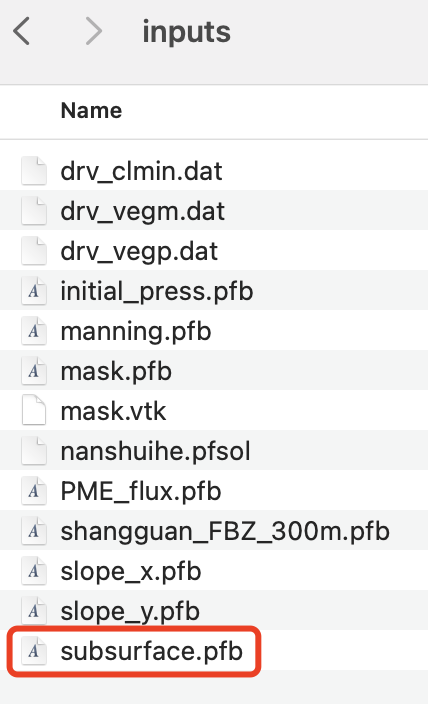 inputs
Name
drv_clmin.dat
drv_vegm.dat
drv_vegp.dat
initial_press.pfb
manning.pfb
mask.pfb
mask.vtk
nanshuihe.pfsol
PME_flux.pfb
shangguan_FBZ_300m.pfb
slope_x.pfb
slope_y.pfb
subsurface.pfb